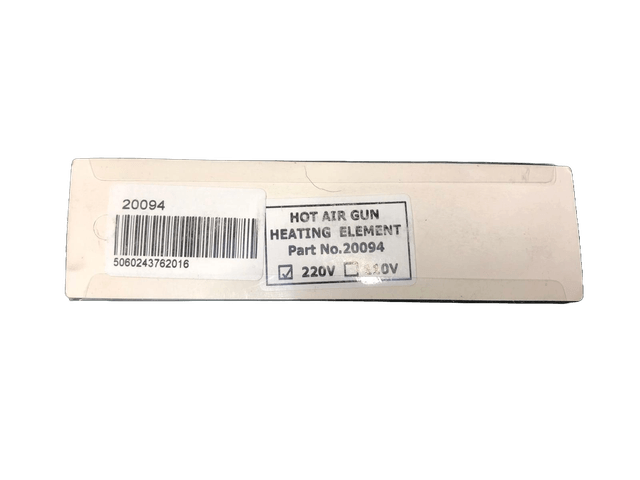 20094
5060243762016
HOT AIR GUN
HEATING ELEMENT
Part No.20094
220V